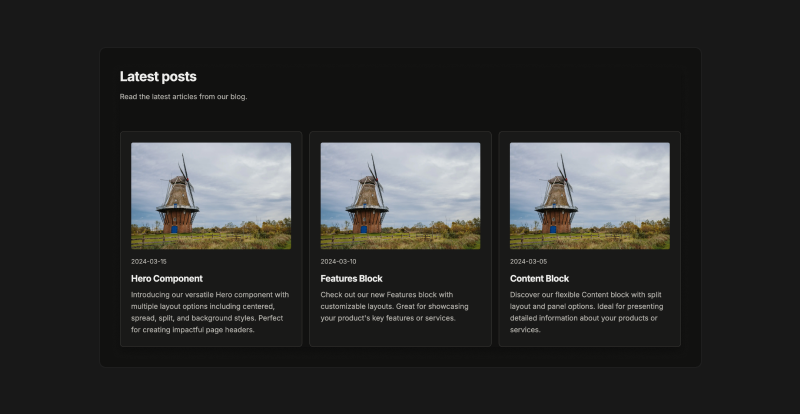 Latest posts
Read the latest articles from our blog.
2024-03-15
Hero Component
Introducing our versatile Hero component with
multiple layout options including centered,
spread, split, and background styles. Perfect
for creating impactful page headers.
2024-03-10
Features Block
Check out our new Features block with
customizable layouts. Great for showcasing
your product's key features or services.
2024-03-05
Content Block
Discover our flexible Content block with split
layout and panel options. Ideal for presenting
detailed information about your products or
services.